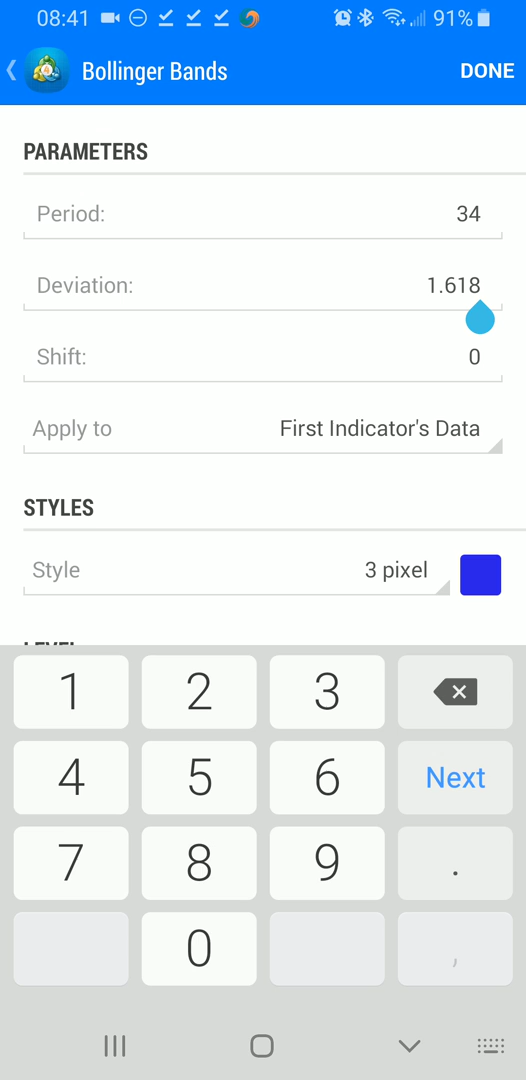 08:41 91%
Bollinger Bands DONE
PARAMETERS
Period: 34
Deviation: 1.618
Shift: 0
Apply to First Indicator's Data
STYLES
Style 3 pixel
1 2 3
4 5 6 Next
7 8 9 .
0 ,